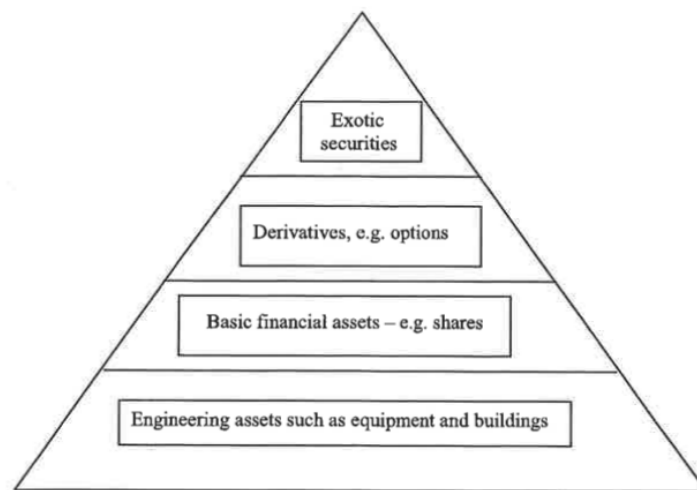 Exotic
securities
Derivatives, e.g. options
Basic financial assets – e.g. shares
Engineering assets such as equipment and buildings